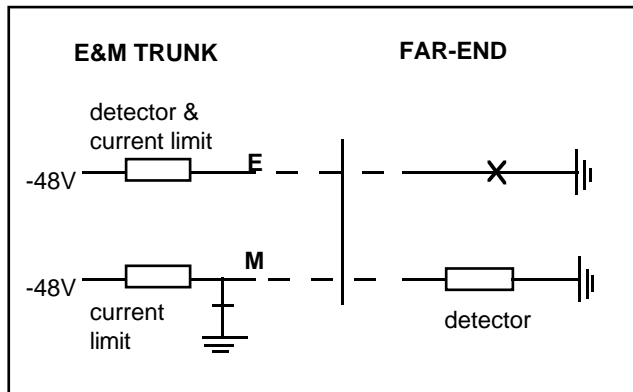 E&M TRUNK
FAR-END
detector &
current limit
E
-48V
M
-48V
current
limit
detector